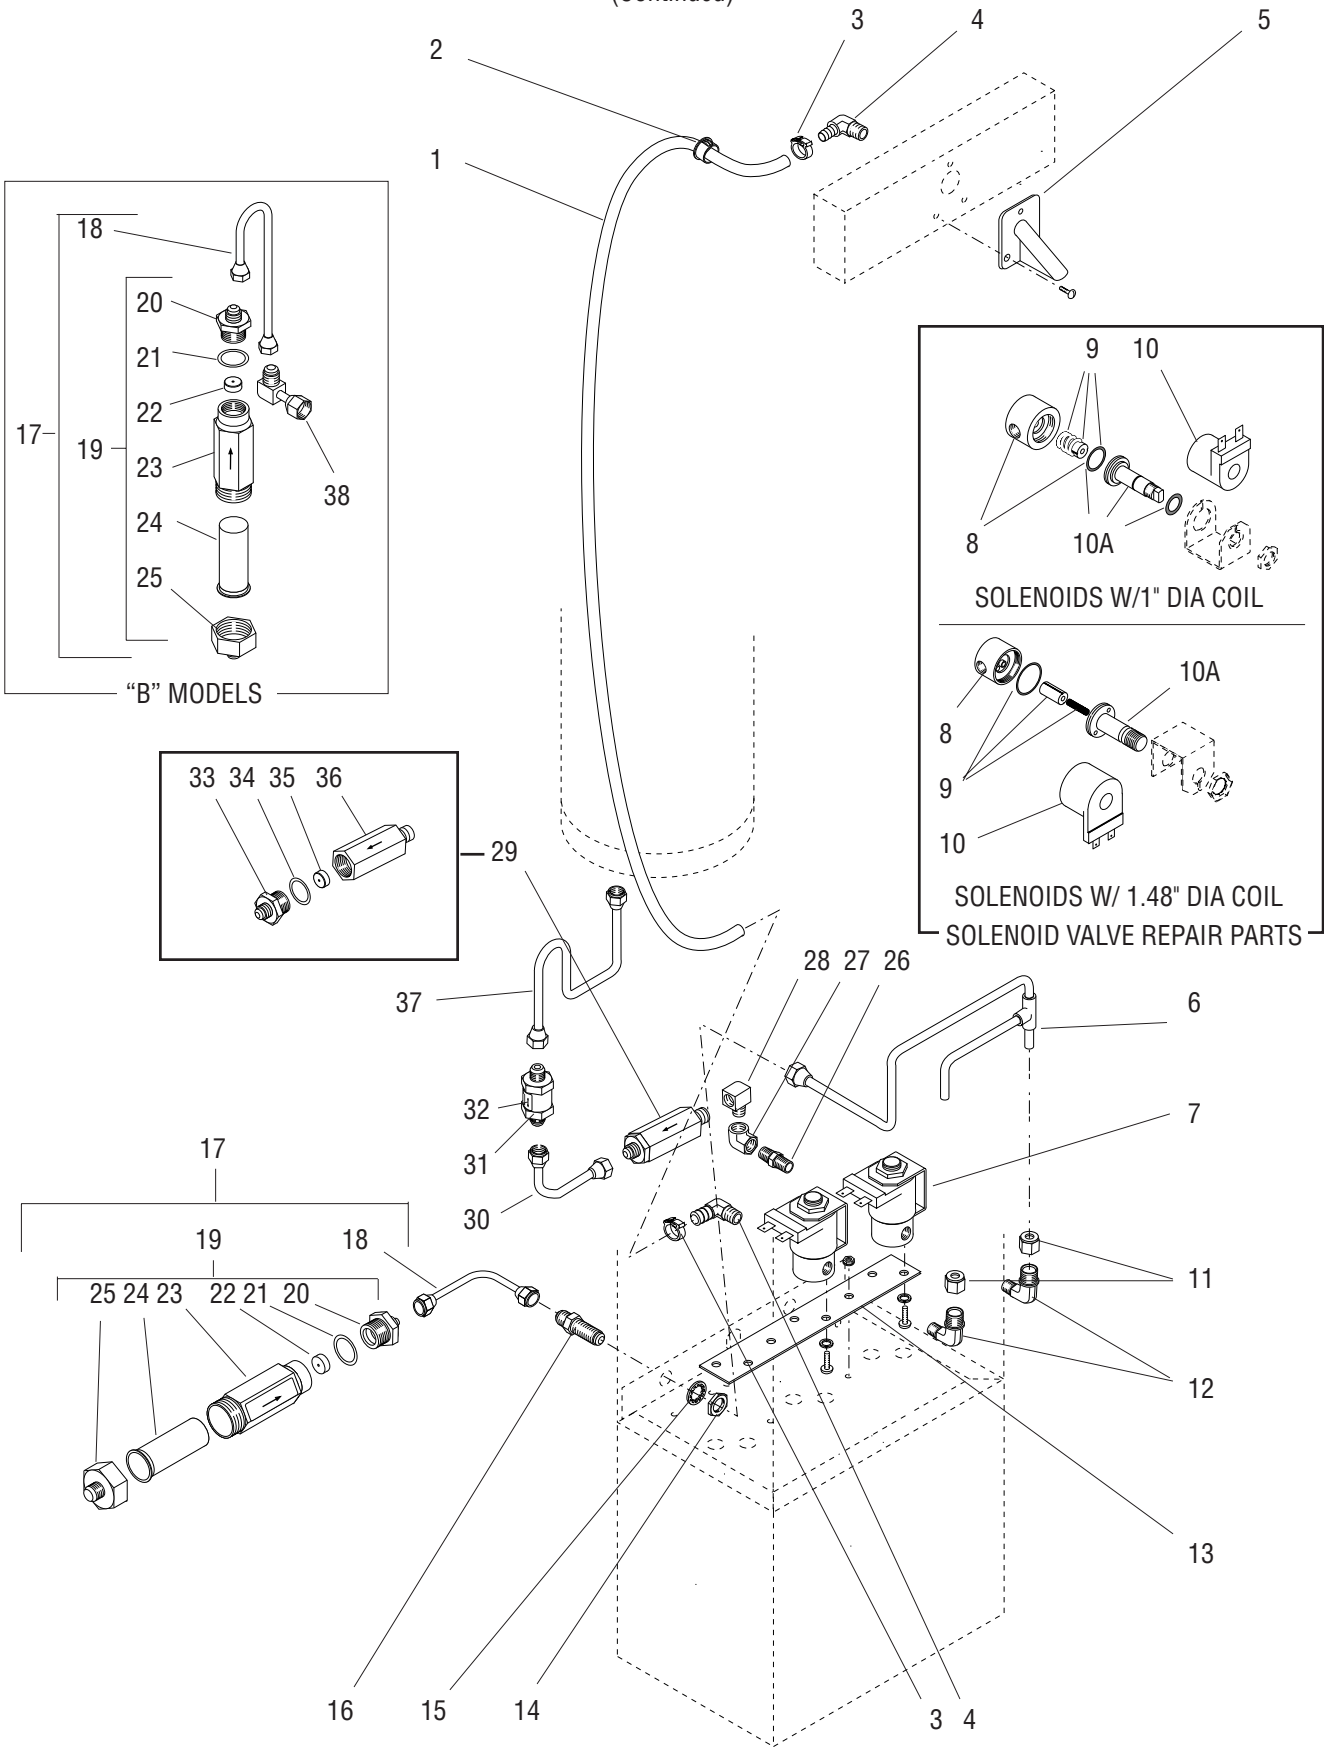 (Continued)
3 4 5
2
1
18
20
21
22
17 19 23
24
25
38
"B" MODELS
9 10
8 10A
SOLENOIDS W/1" DIA COIL
10A
8
9
10
SOLENOIDS W/ 1.48" DIA COIL
SOLENOID VALVE REPAIR PARTS
33 34 35 36
29
28 27 26
37
6
32
31
30
7
17
19 18
25 24 23 22 21 20
11
12
13
16 15 14 3 4